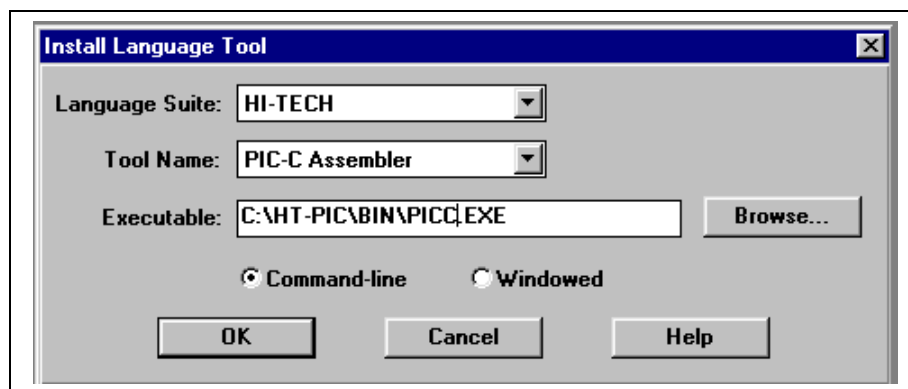 Install Language Tool
Language Suite: HI-TECH
Tool Name: PIC-C Assembler
Executable: C:\HT-PIC\BIN\PICC.EXE Browse...
Command-line Windowed
OK Cancel Help